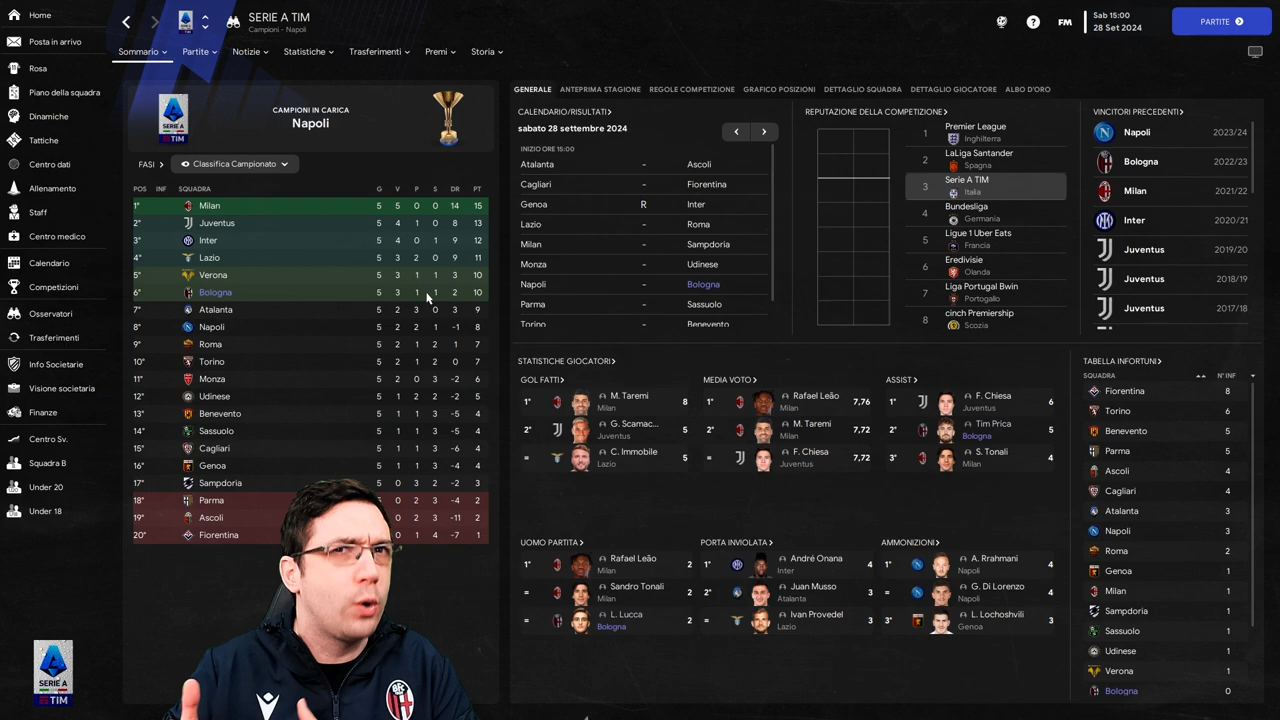 Home
Posta in arrivo
Rosa
Piano della squadra
Dinamiche
Tattiche
Centro dati
Allenamento
Staff
Centro medico
Calendario
Competizioni
Osservatori
Trasferimenti
Info Societarie
Visione societaria
Finanze
Centro Sv.
Squadra B
Under 20
Under 18
SERIE A TIM
Campioni - Napoli
FM
Sab 15:00
28 Set 2024
PARTITE
Sommario Partite Notizie Statistiche Trasferimenti Premi Storia
CAMPIONI IN CARICA
Napoli
FASI > Classifica Campionato
POS INF SQUADRA G V P S DR PT
1° Milan 5 5 0 0 14 15
2° Juventus 5 4 1 0 8 13
3° Inter 5 4 0 1 9 12
4° Lazio 5 3 2 0 9 11
5° Verona 5 3 1 1 3 10
6° Bologna 5 3 1 1 2 10
7° Atalanta 5 2 3 0 3 9
8° Napoli 5 2 2 1 -1 8
9° Roma 5 2 1 2 1 7
10° Torino 5 2 1 2 0 7
11° Monza 5 2 0 3 -2 6
12° Udinese 5 1 2 2 -2 5
13° Benevento 5 1 1 3 -5 4
14° Sassuolo 5 1 1 3 -5 4
15° Cagliari 5 1 1 3 -6 4
16° Genoa 5 1 1 3 -4 4
17° Sampdoria 5 0 3 2 -2 3
18° Parma 0 2 3 -4 2
19° Ascoli 0 2 3 -11 2
20° Fiorentina 0 1 4 -7 1
SERIE A
TIM
GENERALE ANTEPRIMA STAGIONE REGOLE COMPETIZIONE GRAFICO POSIZIONI DETTAGLIO SQUADRA DETTAGLIO GIOCATORE ALBO D'ORO
CALENDARIO/RISULTATI >
sabato 28 settembre 2024
INIZIO ORE 15:00
Atalanta - Ascoli
Cagliari - Fiorentina
Genoa R Inter
Lazio - Roma
Milan - Sampdoria
Monza - Udinese
Napoli - Bologna
Parma - Sassuolo
Torino - Benevento
REPUTAZIONE DELLA COMPETIZIONE >
1 Premier League
Inghilterra
2 LaLiga Santander
Spagna
3 Serie A TIM
Italia
4 Bundesliga
Germania
5 Ligue 1 Uber Eats
Francia
6 Eredivisie
Olanda
7 Liga Portugal Bwin
Portogallo
8 cinch Premiership
Scozia
VINCITORI PRECEDENTI >
Napoli 2023/24
Bologna 2022/23
Milan 2021/22
Inter 2020/21
Juventus 2019/20
Juventus 2018/19
Juventus 2017/18
STATISTICHE GIOCATORI >
GOL FATTI >
1° M. Taremi 8
Milan
2° G. Scamac... 5
Juventus
= C. Immobile 5
Lazio
MEDIA VOTO >
1° Rafael Leão 7,76
Milan
2° M. Taremi 7,72
Milan
= F. Chiesa 7,72
Juventus
ASSIST >
1° F. Chiesa 6
Juventus
2° Tim Prica 5
Bologna
3° S. Tonali 4
Milan
UOMO PARTITA >
1° Rafael Leão 2
Milan
= Sandro Tonali 2
Milan
= L. Lucca 2
Bologna
PORTA INVIOLATA >
1° André Onana 4
Inter
2° Juan Musso 3
Atalanta
= Ivan Provedel 3
Lazio
AMMONIZIONI >
1° A. Rrahmani 4
Napoli
= G. Di Lorenzo 4
Napoli
3° L. Lochoshvili 3
Genoa
TABELLA INFORTUNI >
SQUADRA N° INF
Fiorentina 8
Torino 6
Benevento 5
Parma 5
Ascoli 4
Cagliari 4
Atalanta 3
Napoli 3
Roma 2
Genoa 1
Milan 1
Sampdoria 1
Sassuolo 1
Udinese 1
Verona 1
Bologna 0